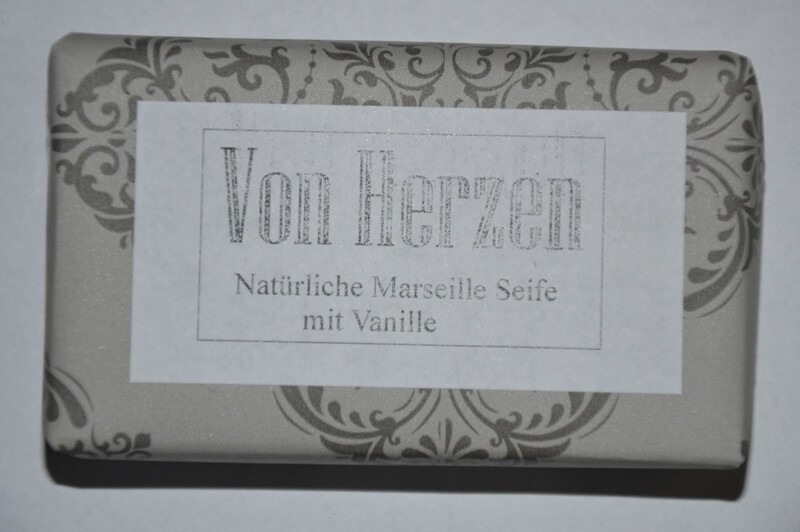 Von Herzen
Natürliche Marseille Seife
mit Vanille